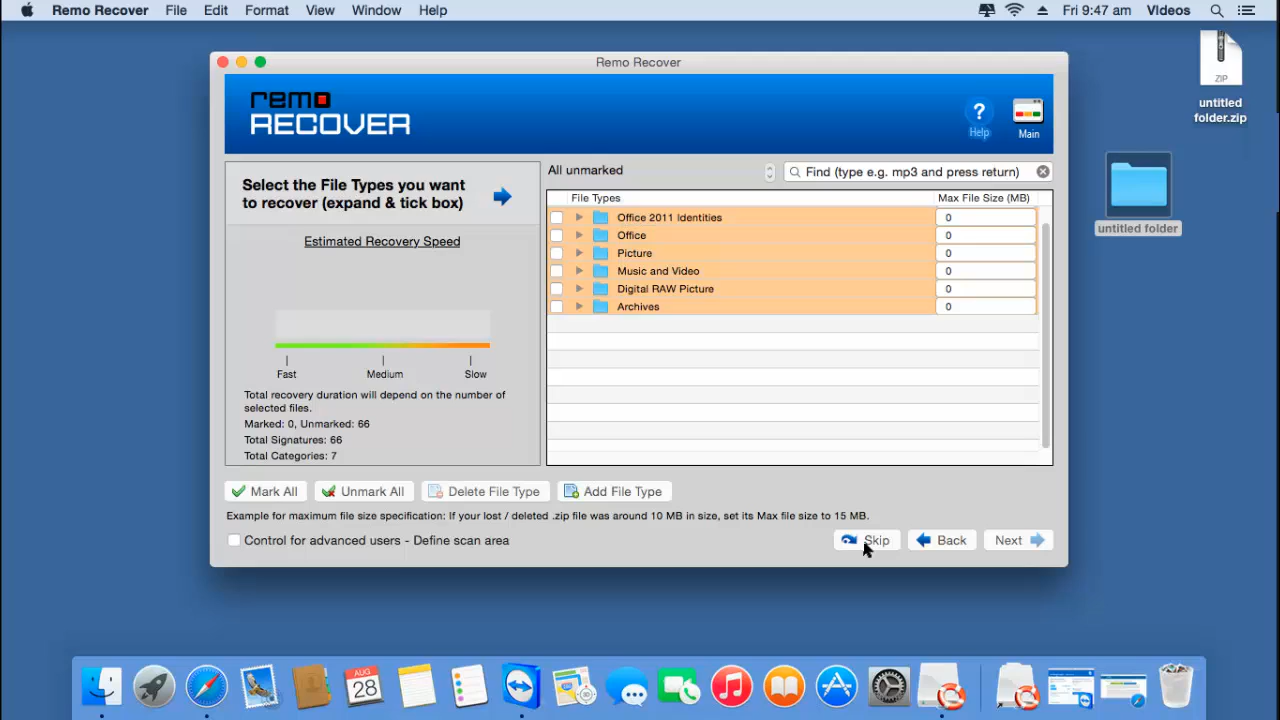 Remo Recover File Edit Format View Window Help Fri 9:47 am Videos
Remo Recover
remo
RECOVER
? Help
Main
ZIP
untitled
folder.zip
untitled folder
Select the File Types you want
to recover (expand & tick box)
Estimated Recovery Speed
Fast Medium Slow
Total recovery duration will depend on the number of
selected files.
Marked: 0, Unmarked: 66
Total Signatures: 66
Total Categories: 7
All unmarked
Find (type e.g. mp3 and press return)
File Types Max File Size (MB)
Office 2011 Identities 0
Office 0
Picture 0
Music and Video 0
Digital RAW Picture 0
Archives 0
Mark All Unmark All Delete File Type Add File Type
Example for maximum file size specification: If your lost / deleted .zip file was around 10 MB in size, set its Max file size to 15 MB.
Control for advanced users - Define scan area
Skip Back Next
AUG
28